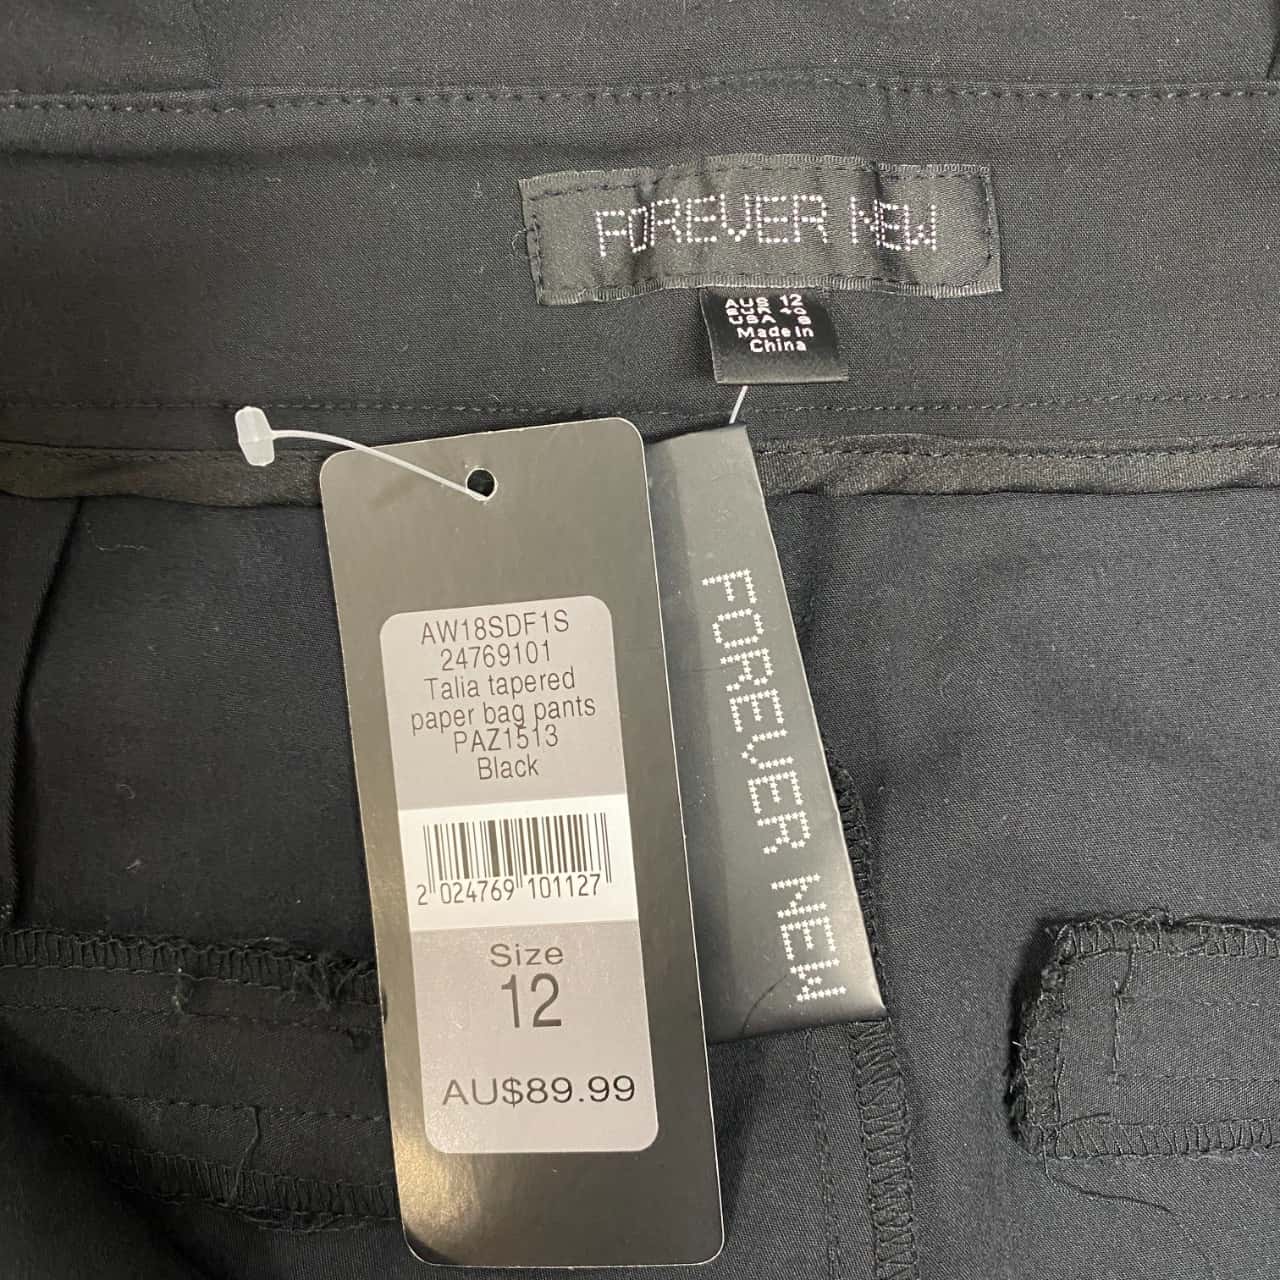 FOREVER NEW
AUS 12
EUR 40
USA 8
Made in
China
AW18SDF1S
24769101
Talia tapered
paper bag pants
PAZ1513
Black
2 024769 101127
Size
12
AU$89.99
FOREVER NEW